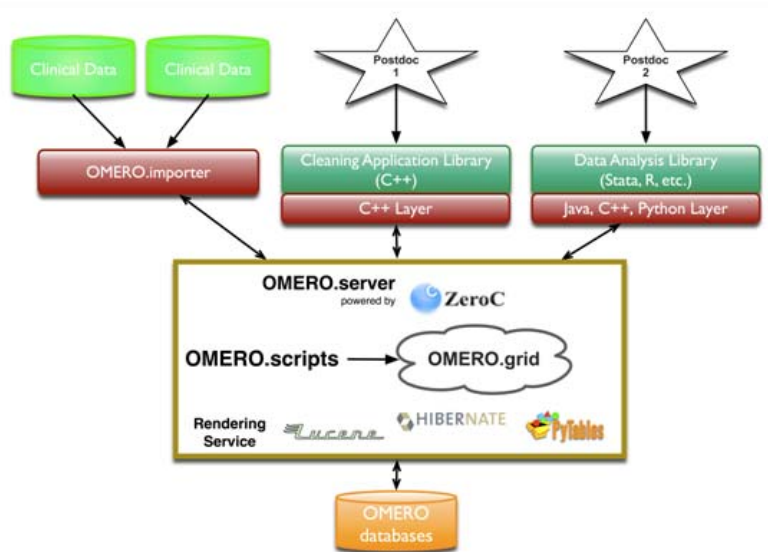 Clinical Data
Clinical Data
Postdoc
1
Postdoc
2
OMERO.importer
Cleaning Application Library
(C++)
C++ Layer
Data Analysis Library
(Stata, R, etc.)
Java, C++, Python Layer
OMERO.server
powered by
ZeroC
OMERO.scripts
OMERO.grid
Rendering
Service
Lucene
HIBERNATE
PyTables
OMERO
databases